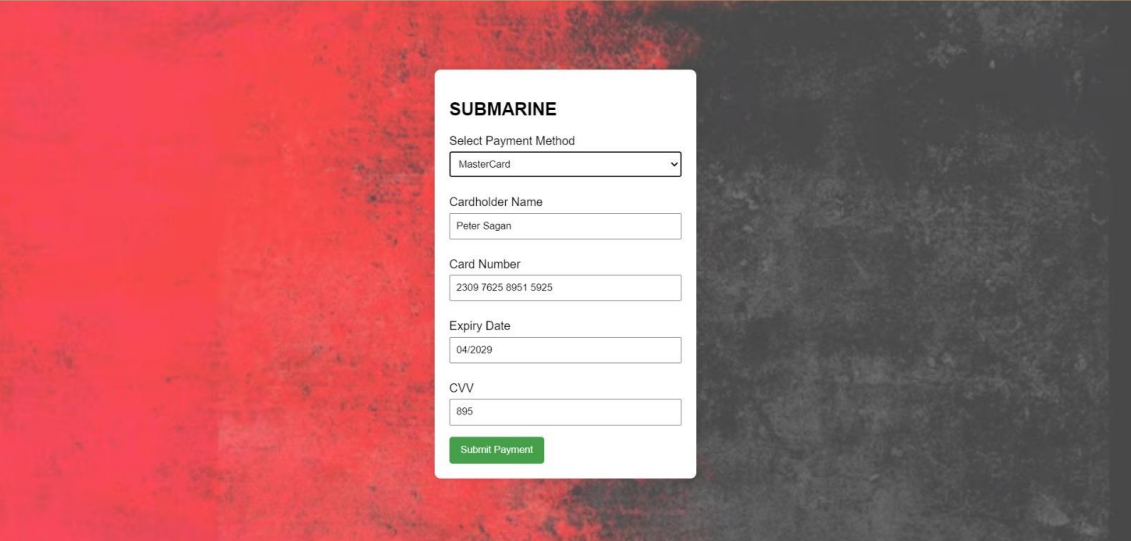 SUBMARINE
Select Payment Method
MasterCard
Cardholder Name
Peter Sagan
Card Number
2309 7625 8951 5925
Expiry Date
04/2029
CVV
895
Submit Payment